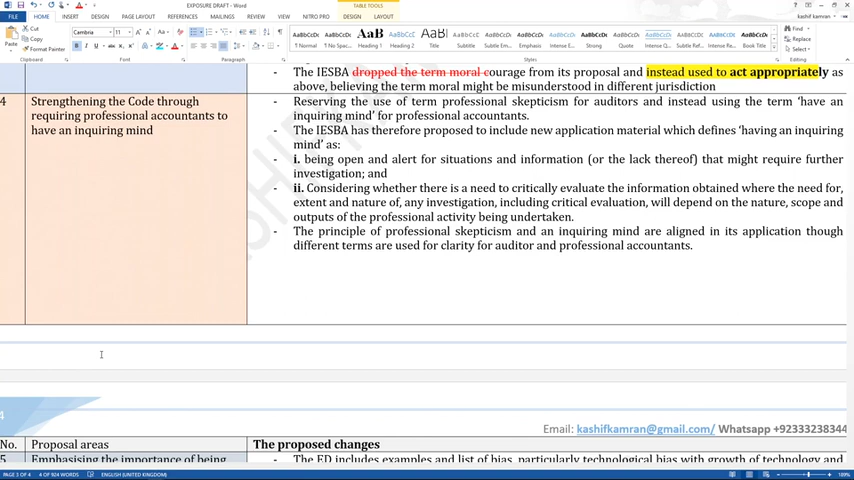 EXPOSURE DRAFT - Word
TABLE TOOLS
kashif kamran
FILE HOME INSERT DESIGN PAGE LAYOUT REFERENCES MAILINGS REVIEW VIEW NITRO PRO DESIGN LAYOUT
Cut
Copy
Format Painter
Paste
Cambria 11
AaBbCcDc AaBbCcDc AaB AaBbCcD AaBl
1 Normal 1 No Spac... Heading 1 Heading 2 Title Subtitle Subtle Em... Emphasis Intense E... Strong Quote Intense Q... Subtle Ref... Intense Re... Book Title
Find
Replace
Select
Clipboard Font Paragraph Styles Editing
- The IESBA dropped the term moral courage from its proposal and instead used to act appropriately as
above, believing the term moral might be misunderstood in different jurisdiction
4 Strengthening the Code through
requiring professional accountants to
have an inquiring mind
- Reserving the use of term professional skepticism for auditors and instead using the term ‘have an
inquiring mind’ for professional accountants.
- The IESBA has therefore proposed to include new application material which defines ‘having an inquiring
mind’ as:
- i. being open and alert for situations and information (or the lack thereof) that might require further
investigation; and
- ii. Considering whether there is a need to critically evaluate the information obtained where the need for,
extent and nature of, any investigation, including critical evaluation, will depend on the nature, scope and
outputs of the professional activity being undertaken.
- The principle of professional skepticism and an inquiring mind are aligned in its application though
different terms are used for clarity for auditor and professional accountants.
4
Email: kashifkamran@gmail.com/ Whatsapp +92333238344
No. Proposal areas The proposed changes
5 Emphasising the importance of being - The ED includes examples and list of bias, particularly technological bias with growth of technology and
PAGE 3 OF 4 4 OF 924 WORDS ENGLISH (UNITED KINGDOM)